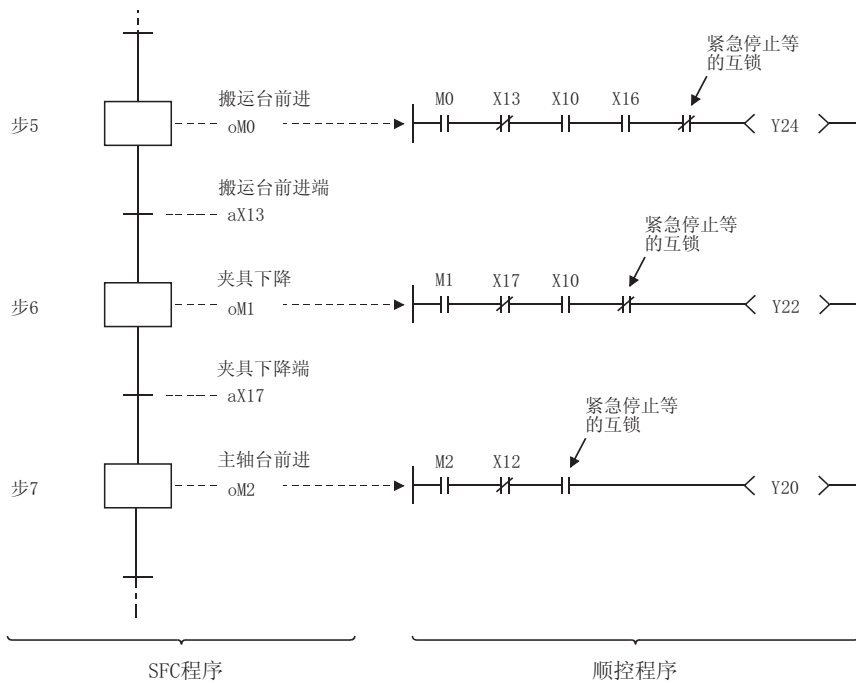 紧急停止等
的互锁
搬运台前进
M0 X13 X10 X16
步5
oM0
Y24
搬运台前进端
aX13
紧急停止等
的互锁
夹具下降
M1 X17 X10
步6
oM1
Y22
夹具下降端
aX17
紧急停止等
的互锁
主轴台前进
M2 X12
步7
oM2
Y20
SFC程序
顺控程序